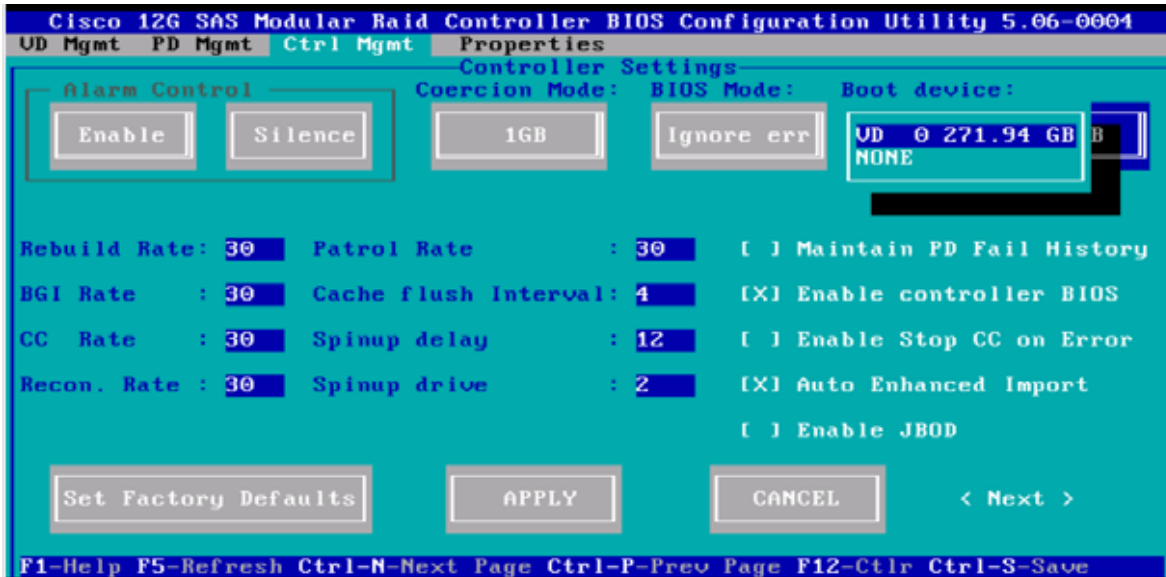 Cisco 12G SAS Modular Raid Controller BIOS Configuration Utility 5.06-0004
VD Mgmt PD Mgmt Ctrl Mgmt Properties
Controller Settings
Alarm Control Coercion Mode: BIOS Mode: Boot device:
Enable Silence 1GB Ignore err VD 0 271.94 GB B
NONE
Rebuild Rate: 30 Patrol Rate : 30 [ ] Maintain PD Fail History
BGI Rate : 30 Cache flush Interval: 4 [X] Enable controller BIOS
CC Rate : 30 Spinup delay : 12 [ ] Enable Stop CC on Error
Recon. Rate : 30 Spinup drive : 2 [X] Auto Enhanced Import
[ ] Enable JBOD
Set Factory Defaults APPLY CANCEL < Next >
F1-Help F5-Refresh Ctrl-N-Next Page Ctrl-P-Prev Page F12-Ctlr Ctrl-S-Save